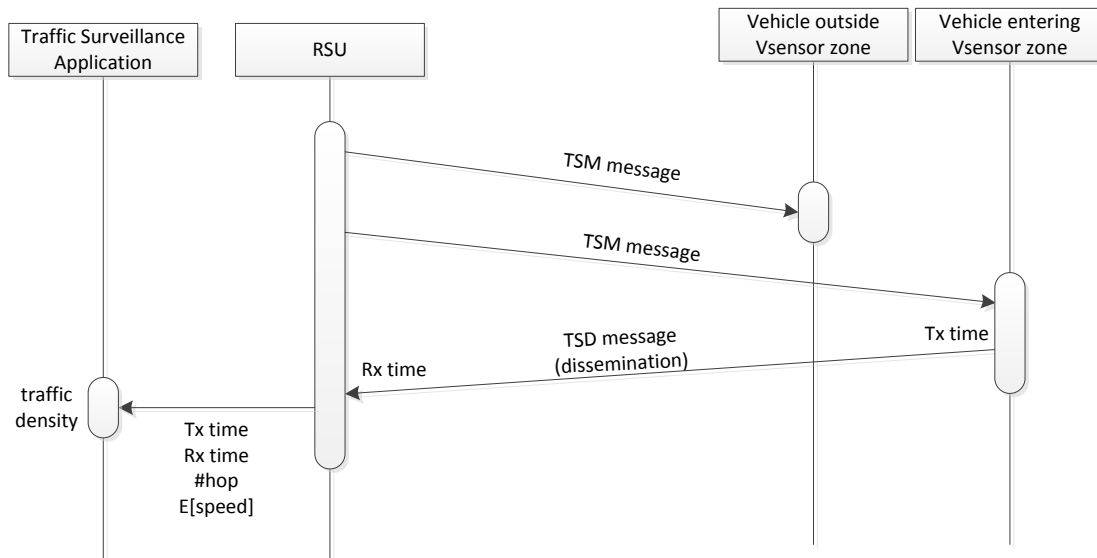 Traffic Surveillance
Application
RSU
Vehicle outside
Vsensor zone
Vehicle entering
Vsensor zone
TSM message
TSM message
TSD message
(dissemination)
Tx time
Rx time
traffic
density
Tx time
Rx time
#hop
E[speed]